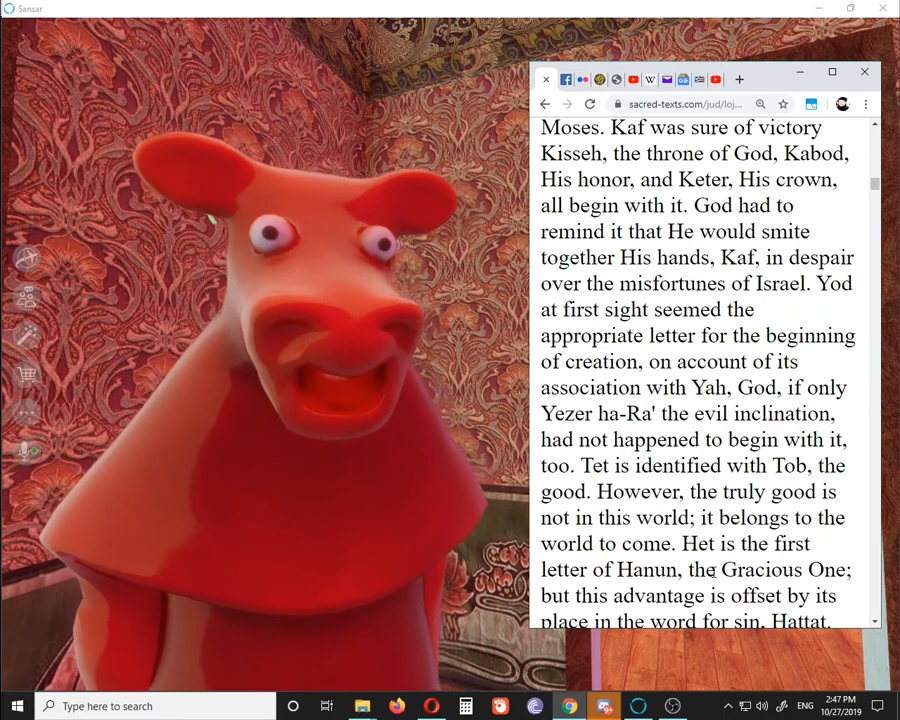 Sansar
sacred-texts.com/jud/loj...
Moses. Kaf was sure of victory
Kisseh, the throne of God, Kabod,
His honor, and Keter, His crown,
all begin with it. God had to
remind it that He would smite
together His hands, Kaf, in despair
over the misfortunes of Israel. Yod
at first sight seemed the
appropriate letter for the beginning
of creation, on account of its
association with Yah, God, if only
Yezer ha-Ra' the evil inclination,
had not happened to begin with it,
too. Tet is identified with Tob, the
good. However, the truly good is
not in this world; it belongs to the
world to come. Het is the first
letter of Hanun, the Gracious One;
but this advantage is offset by its
place in the word for sin, Hattat.
Type here to search
ENG
2:47 PM
10/27/2019